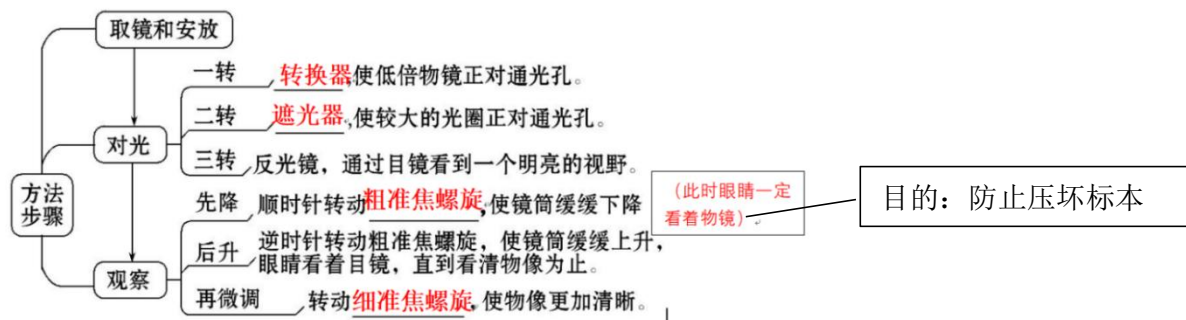 取镜和安放
一转 转换器,使低倍物镜正对通光孔。
二转 遮光器,使较大的光圈正对通光孔。
对光
三转 反光镜，通过目镜看到一个明亮的视野。
方法
步骤
先降 顺时针转动粗准焦螺旋,使镜筒缓缓下降
（此时眼睛一定
看着物镜）
目的：防止压坏标本
后升 逆时针转动粗准焦螺旋，使镜筒缓缓上升，
眼睛看着目镜，直到看清物像为止。
观察
再微调 转动细准焦螺旋,使物像更加清晰。